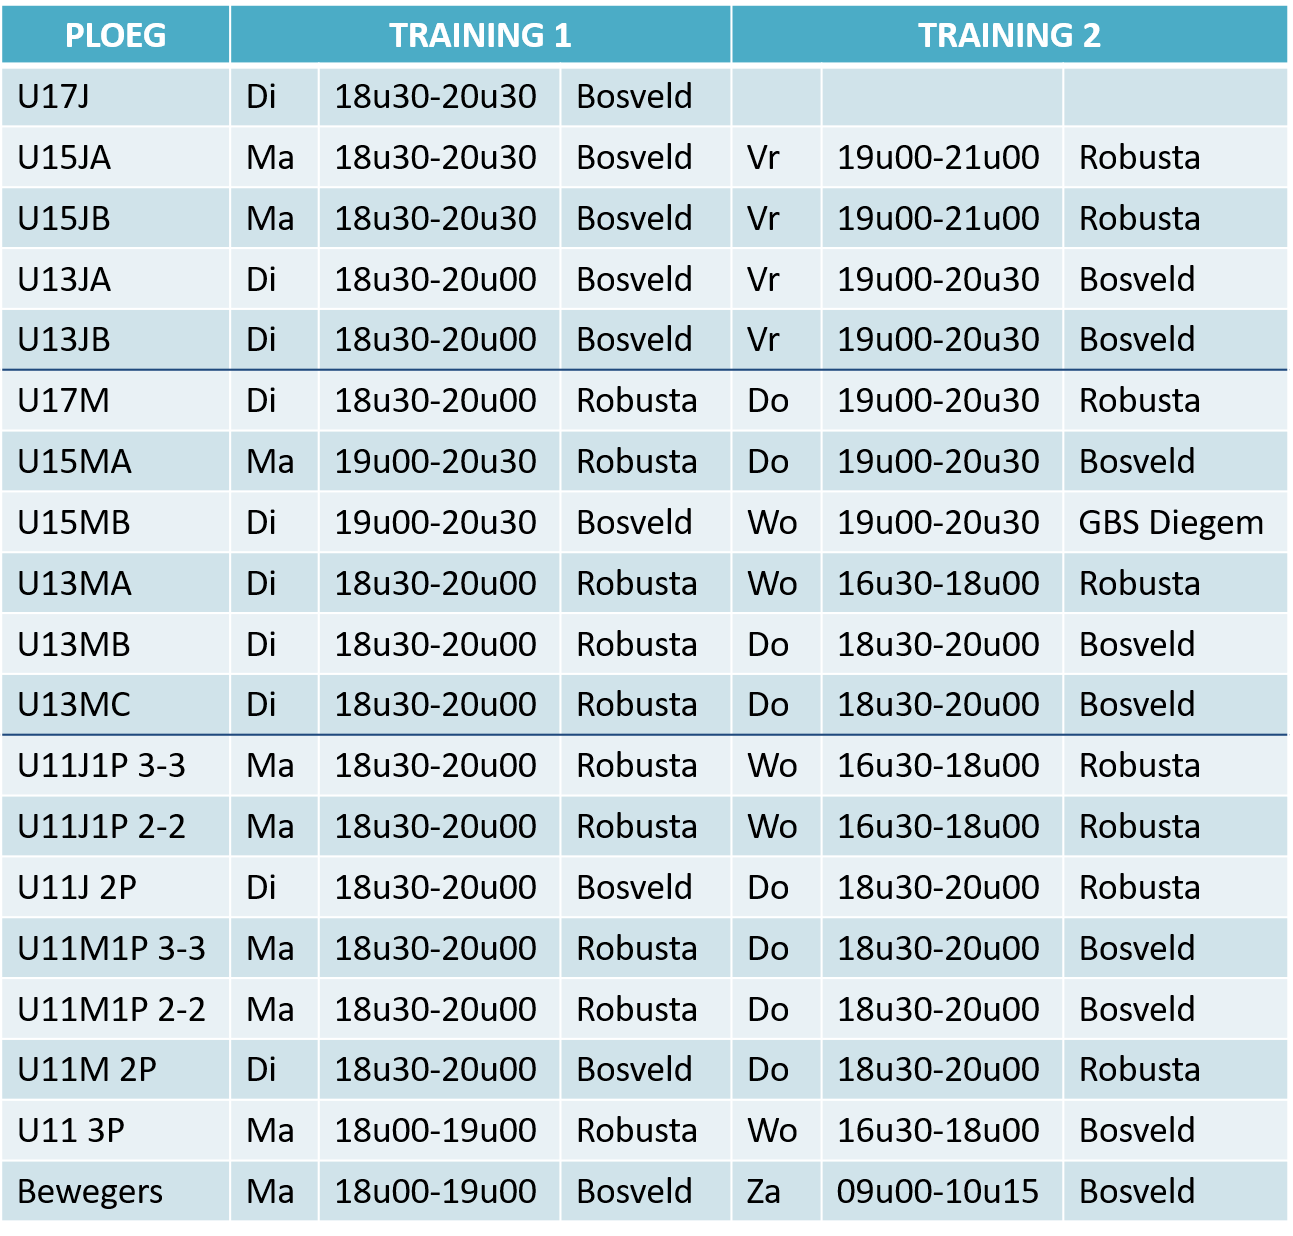 PLOEG TRAINING 1 TRAINING 2
U17J Di 18u30-20u30 Bosveld
U15JA Ma 18u30-20u30 Bosveld Vr 19u00-21u00 Robusta
U15JB Ma 18u30-20u30 Bosveld Vr 19u00-21u00 Robusta
U13JA Di 18u30-20u00 Bosveld Vr 19u00-20u30 Bosveld
U13JB Di 18u30-20u00 Bosveld Vr 19u00-20u30 Bosveld
U17M Di 18u30-20u00 Robusta Do 19u00-20u30 Robusta
U15MA Ma 19u00-20u30 Robusta Do 19u00-20u30 Bosveld
U15MB Di 19u00-20u30 Bosveld Wo 19u00-20u30 GBS Diegem
U13MA Di 18u30-20u00 Robusta Wo 16u30-18u00 Robusta
U13MB Di 18u30-20u00 Robusta Do 18u30-20u00 Bosveld
U13MC Di 18u30-20u00 Robusta Do 18u30-20u00 Bosveld
U11J1P 3-3 Ma 18u30-20u00 Robusta Wo 16u30-18u00 Robusta
U11J1P 2-2 Ma 18u30-20u00 Robusta Wo 16u30-18u00 Robusta
U11J 2P Di 18u30-20u00 Bosveld Do 18u30-20u00 Robusta
U11M1P 3-3 Ma 18u30-20u00 Robusta Do 18u30-20u00 Bosveld
U11M1P 2-2 Ma 18u30-20u00 Robusta Do 18u30-20u00 Bosveld
U11M 2P Di 18u30-20u00 Bosveld Do 18u30-20u00 Robusta
U11 3P Ma 18u00-19u00 Robusta Wo 16u30-18u00 Bosveld
Bewegers Ma 18u00-19u00 Bosveld Za 09u00-10u15 Bosveld